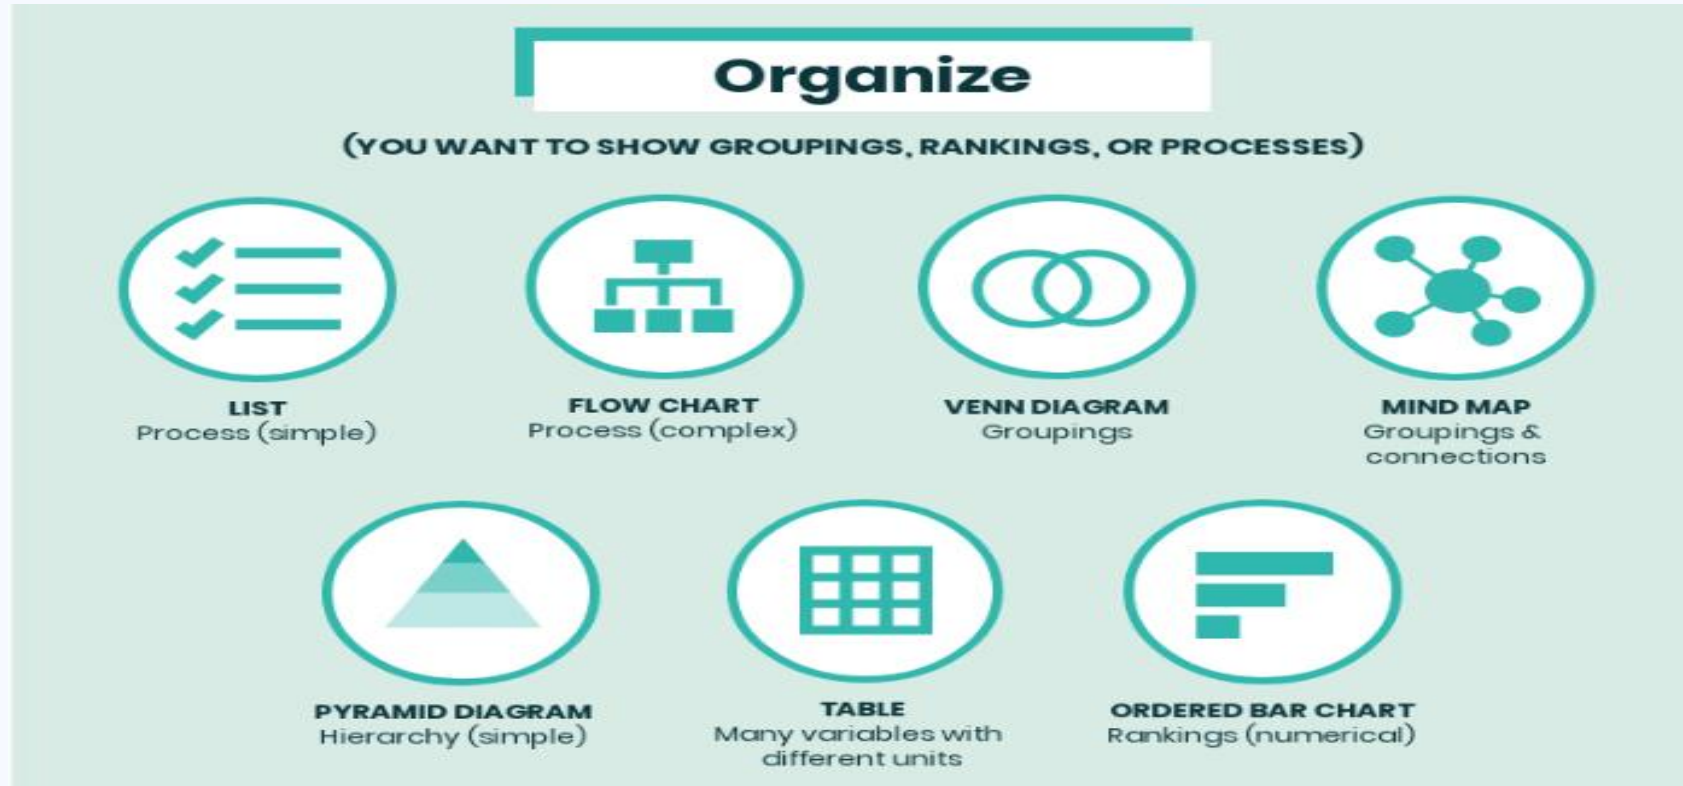 Organize
(YOU WANT TO SHOW GROUPINGS, RANKINGS, OR PROCESSES)
LIST
Process (simple)
FLOW CHART
Process (complex)
VENN DIAGRAM
Groupings
MIND MAP
Groupings &
connections
PYRAMID DIAGRAM
Hierarchy (simple)
TABLE
Many variables with
different units
ORDERED BAR CHART
Rankings (numerical)